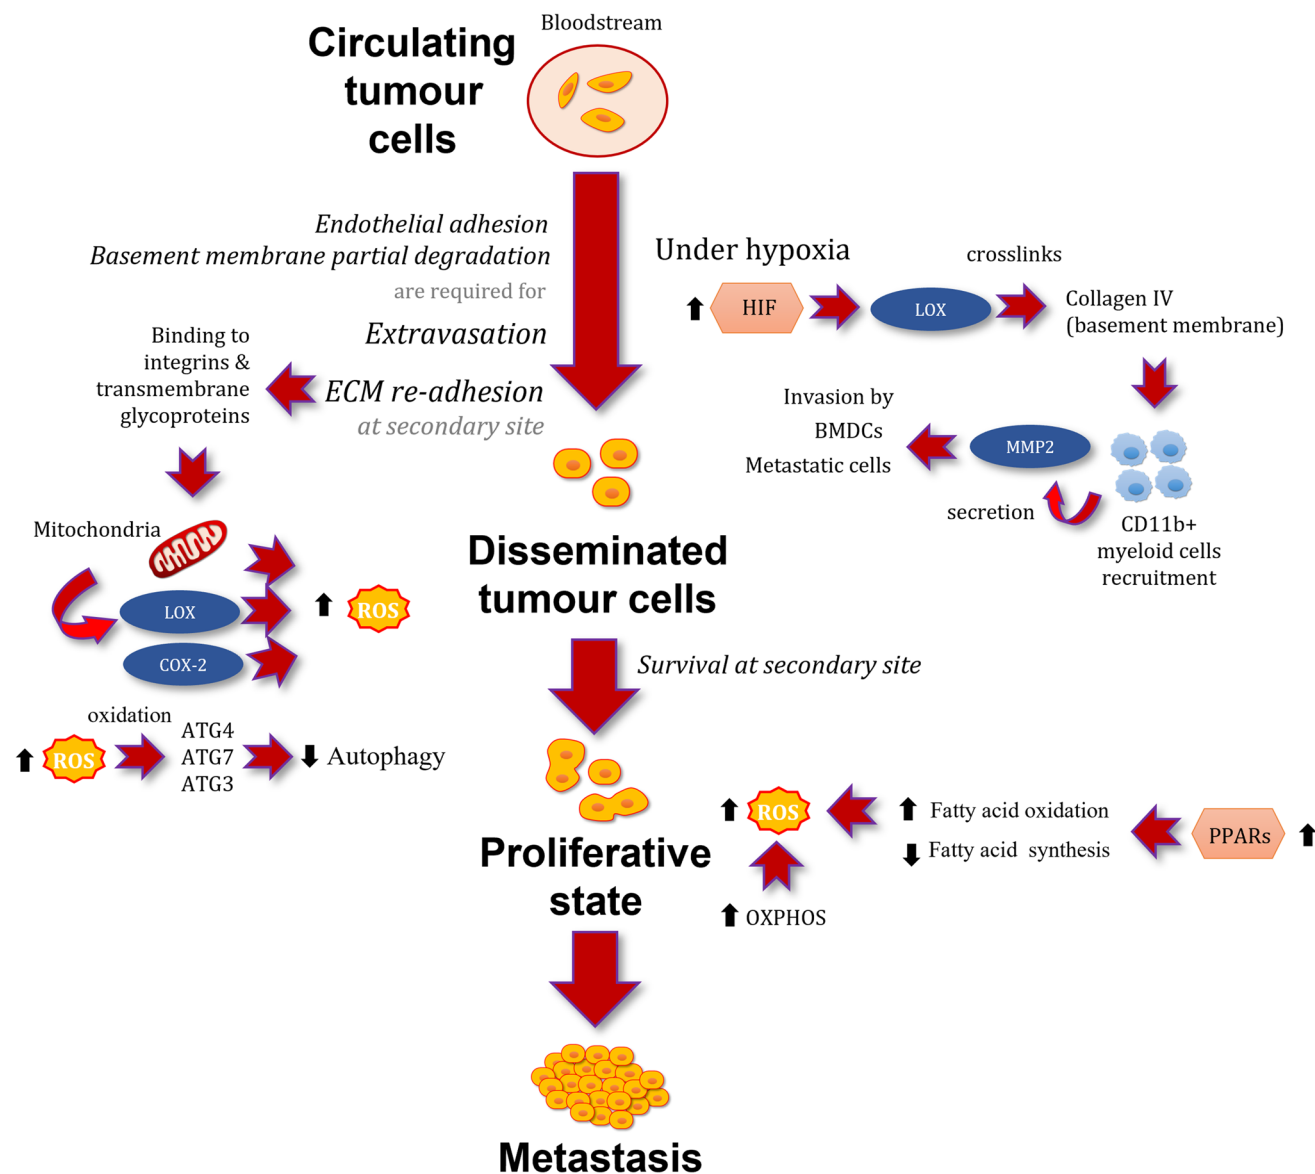 Bloodstream
Circulating
tumour
cells
Endothelial adhesion
Basement membrane partial degradation
are required for
Extravasation
ECM re-adhesion
at secondary site
Binding to
integrins &
transmembrane
glycoproteins
Mitochondria
LOX
COX-2
ROS
oxidation
ROS
ATG4
ATG7
ATG3
Autophagy
Under hypoxia
HIF
LOX
crosslinks
Collagen IV
(basement membrane)
Invasion by
BMDCs
Metastatic cells
MMP2
secretion
CD11b+
myeloid cells
recruitment
Disseminated
tumour cells
Survival at secondary site
Proliferative
state
ROS
OXPHOS
Fatty acid oxidation
Fatty acid synthesis
PPARs
Metastasis